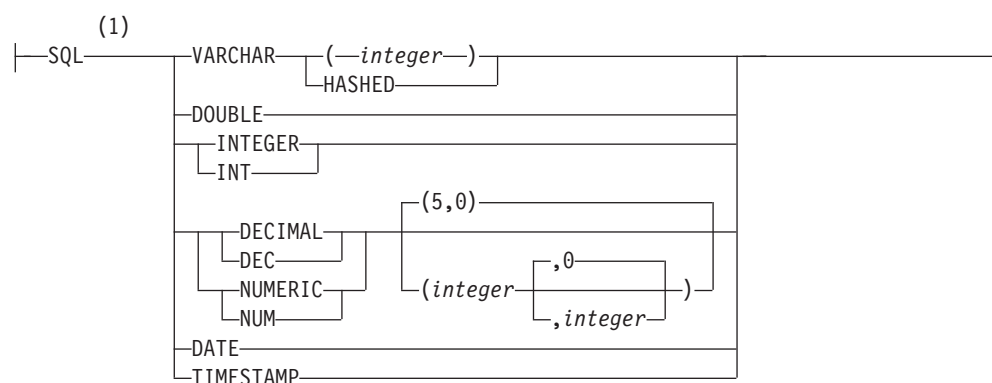 (1)
SQL VARCHAR ( integer )
HASHED
DOUBLE
INTEGER
INT
(5,0)
DECIMAL
DEC ,0
NUMERIC (integer )
NUM ,integer
DATE
TIMESTAMP